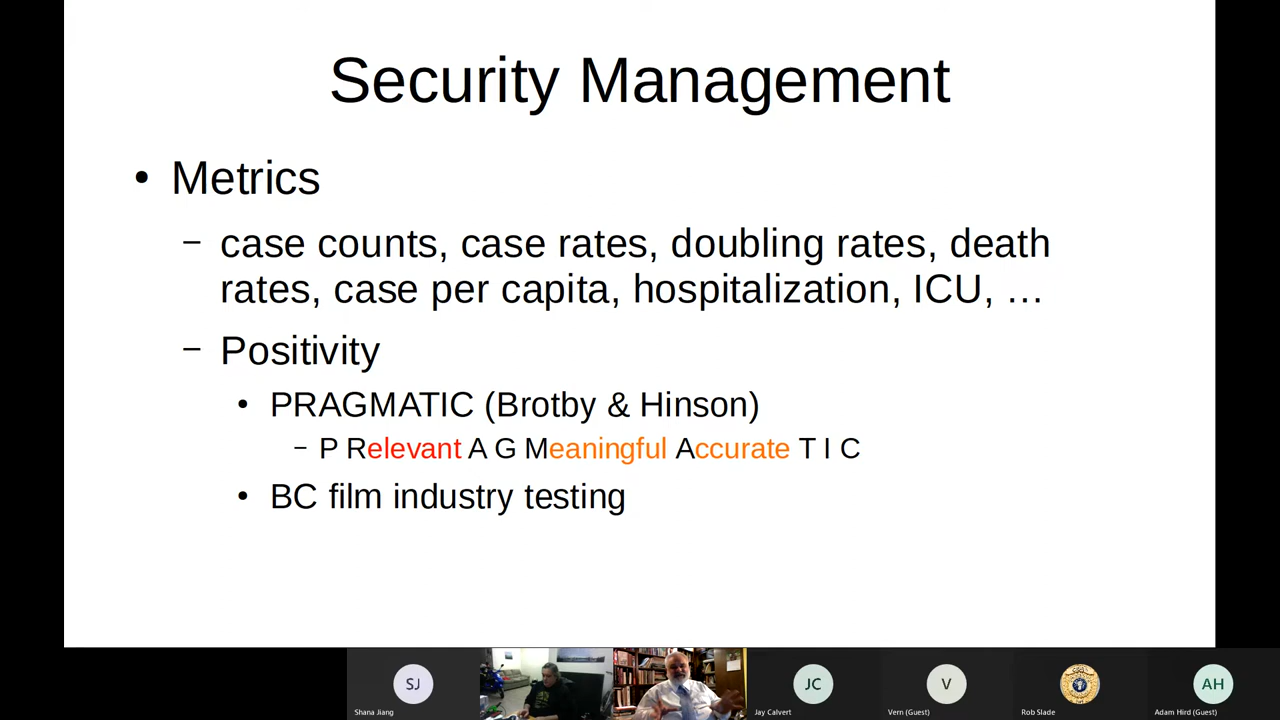 Security Management
• Metrics
– case counts, case rates, doubling rates, death
rates, case per capita, hospitalization, ICU, …
– Positivity
• PRAGMATIC (Brotby & Hinson)
– P Relevant A G Meaningful Accurate T I C
• BC film industry testing
SJ
JC
V
AH
Shana Jiang
Jay Calvert
Vern (Guest)
Rob Slade
Adam Hird (Guest)